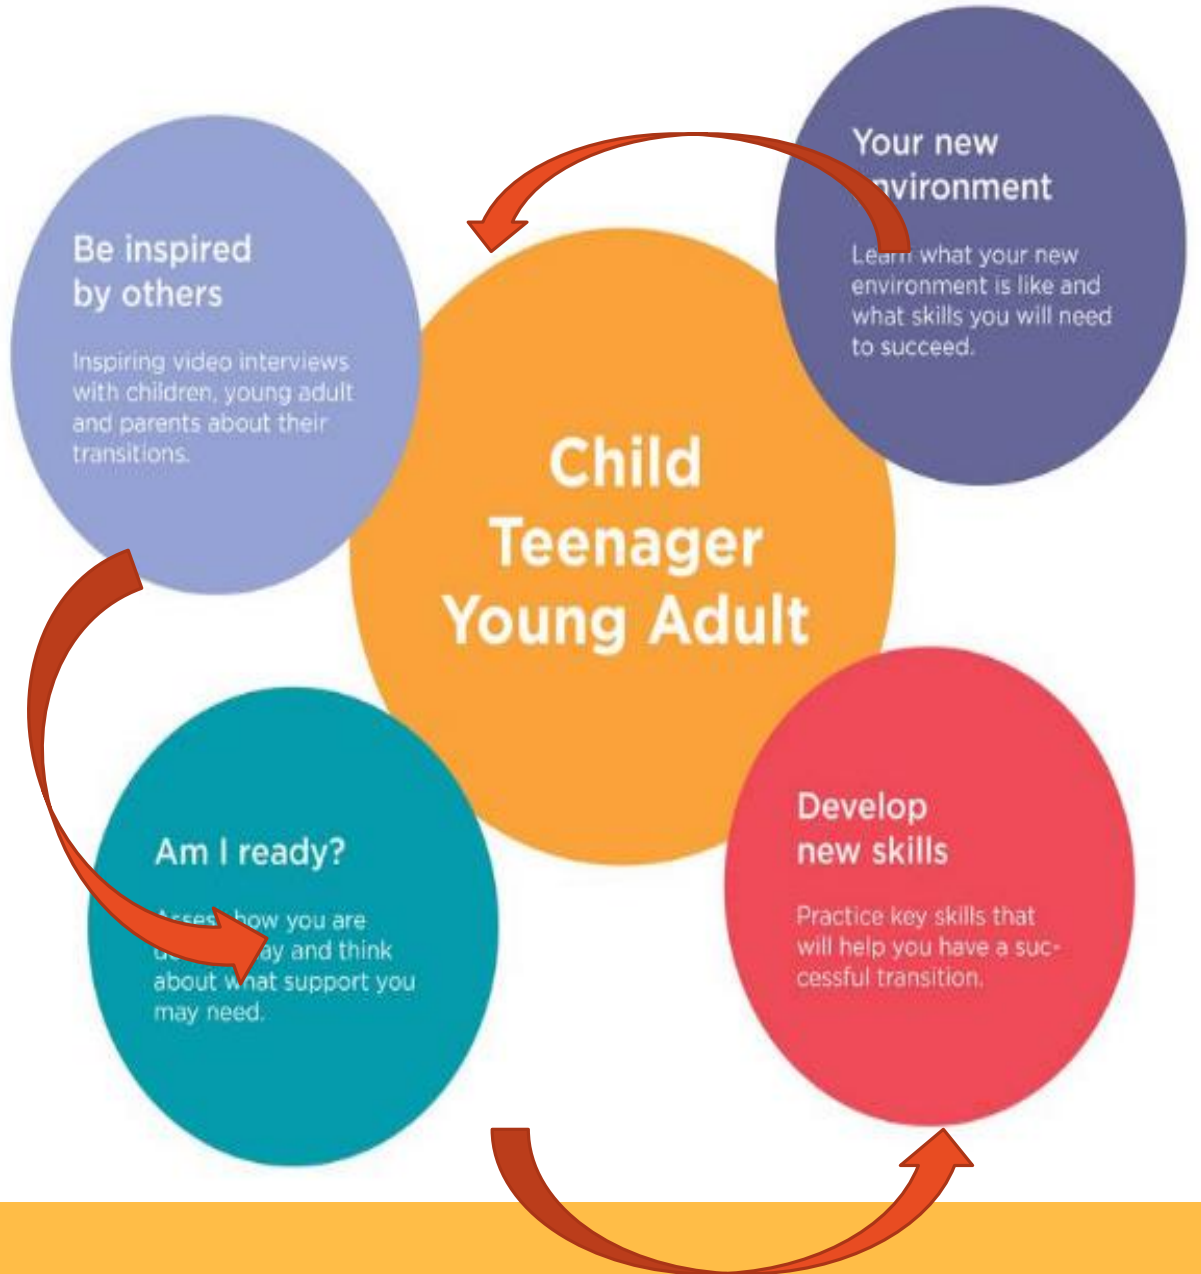 Your new
environment
Learn what your new
environment is like and
what skills you will need
to succeed.
Be inspired
by others
Inspiring video interviews
with children, young adult
and parents about their
transitions.
Child
Teenager
Young Adult
Am I ready?
Assess how you are
and think
about what support you
may need.
Develop
new skills
Practice key skills that
will help you have a suc-
cessful transition.